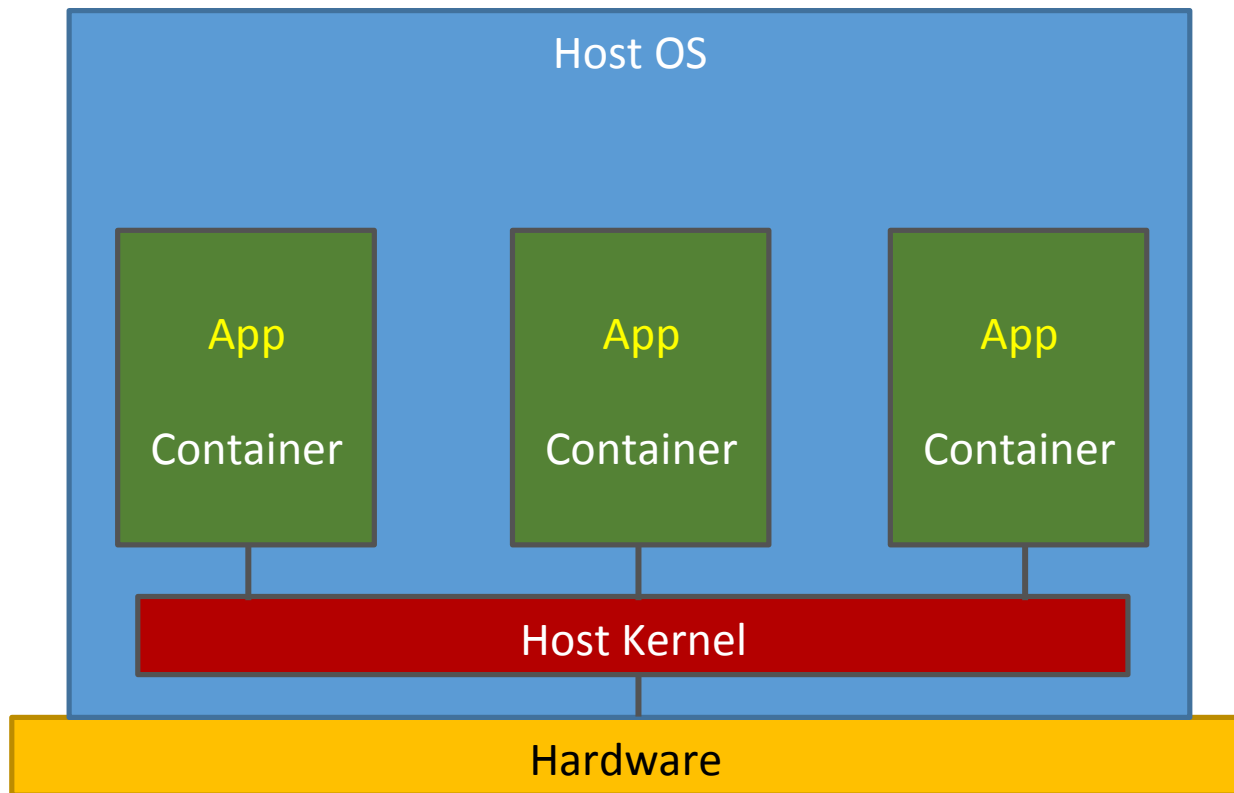 Host OS
App
Container
App
Container
App
Container
Host Kernel
Hardware